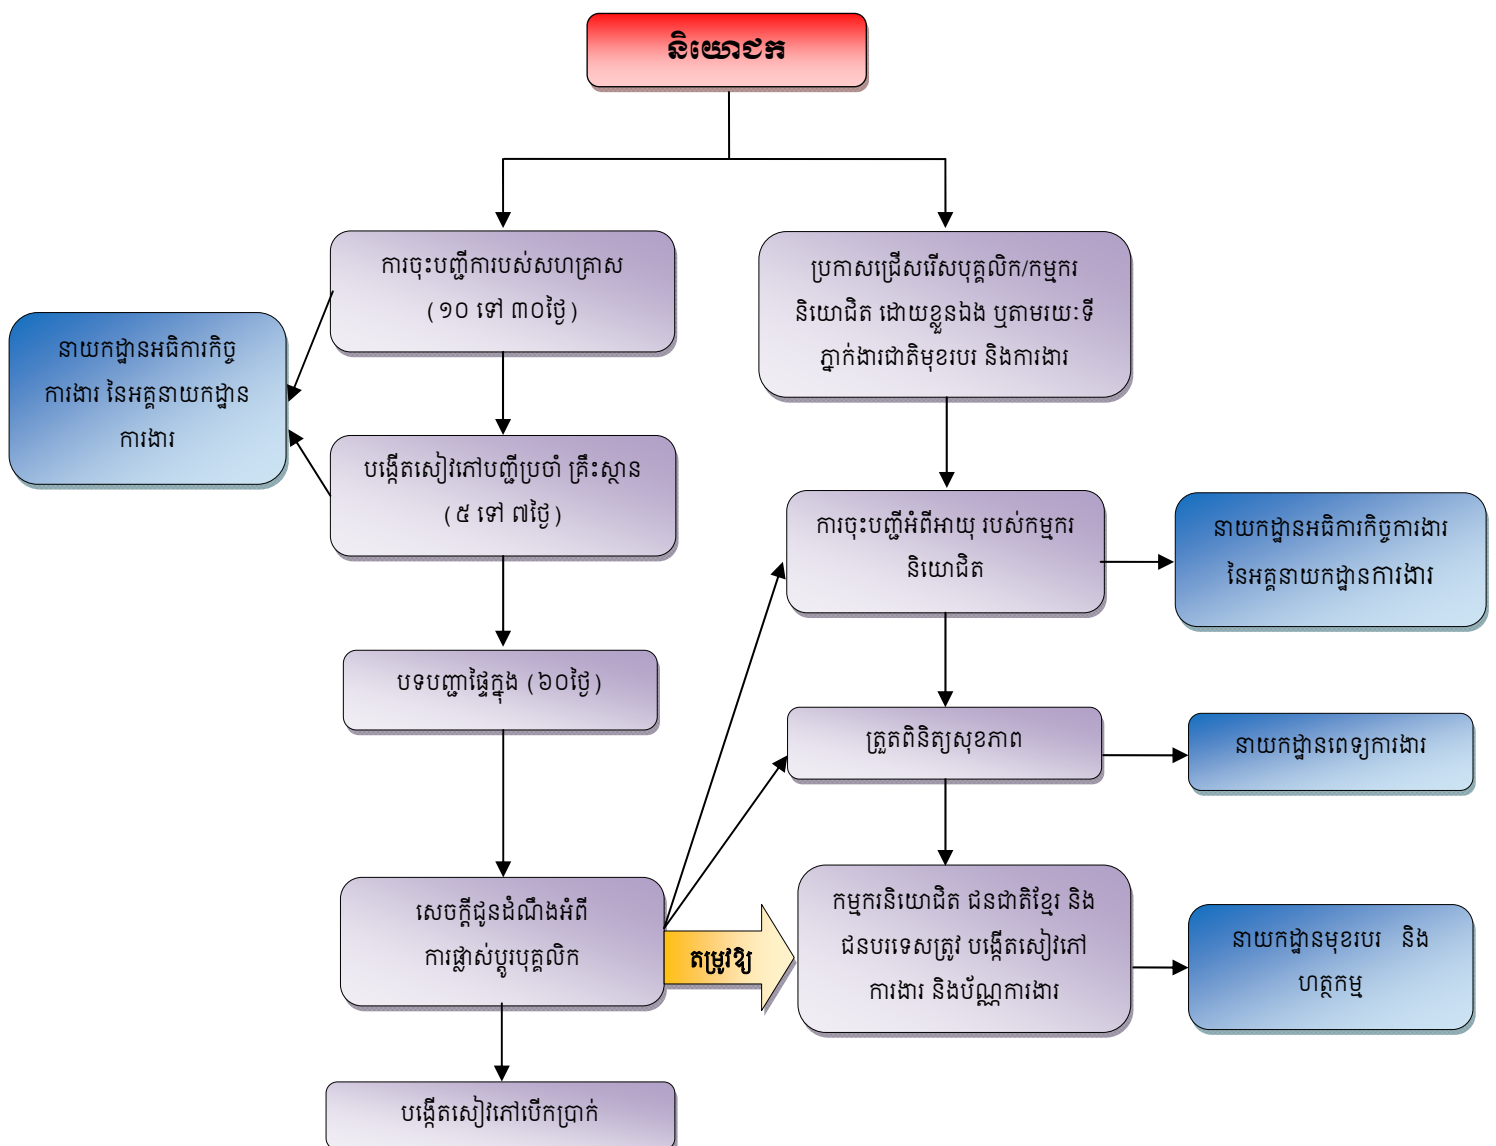 និយោជក
ការចុះបញ្ជីការបស់សហគ្រាស
(១០ ទៅ ៣០ថ្ងៃ)
ប្រកាសជ្រើសរើសបុគ្គលិក/កម្មករ
និយោជិត ដោយខ្លួនឯង ឬតាមរយៈទី
ភ្នាក់ងារជាតិមុខរបរ និងការងារ
នាយកដ្ឋានអធិការកិច្ច
ការងារ នៃអគ្គនាយកដ្ឋាន
ការងារ
បង្កើតសៀវភៅបញ្ជីប្រចាំ គ្រឹះស្ថាន
(៥ ទៅ ៧ថ្ងៃ)
ការចុះបញ្ជីអំពីអាយុ របស់កម្មករ
និយោជិត
នាយកដ្ឋានអធិការកិច្ចការងារ
នៃអគ្គនាយកដ្ឋានការងារ
បទបញ្ជាផ្ទៃក្នុង (៦០ថ្ងៃ)
ត្រួតពិនិត្យសុខភាព
នាយកដ្ឋានពេទ្យការងារ
សេចក្តីជូនដំណឹងអំពី
ការផ្លាស់ប្តូរបុគ្គលិក
តម្រូវឱ្យ
កម្មករនិយោជិត ជនជាតិខ្មែរ និង
ជនបរទេសត្រូវ បង្កើតសៀវភៅ
ការងារ និងប័ណ្ណការងារ
នាយកដ្ឋានមុខរបរ និង
ហត្ថកម្ម
បង្កើតសៀវភៅបើកប្រាក់